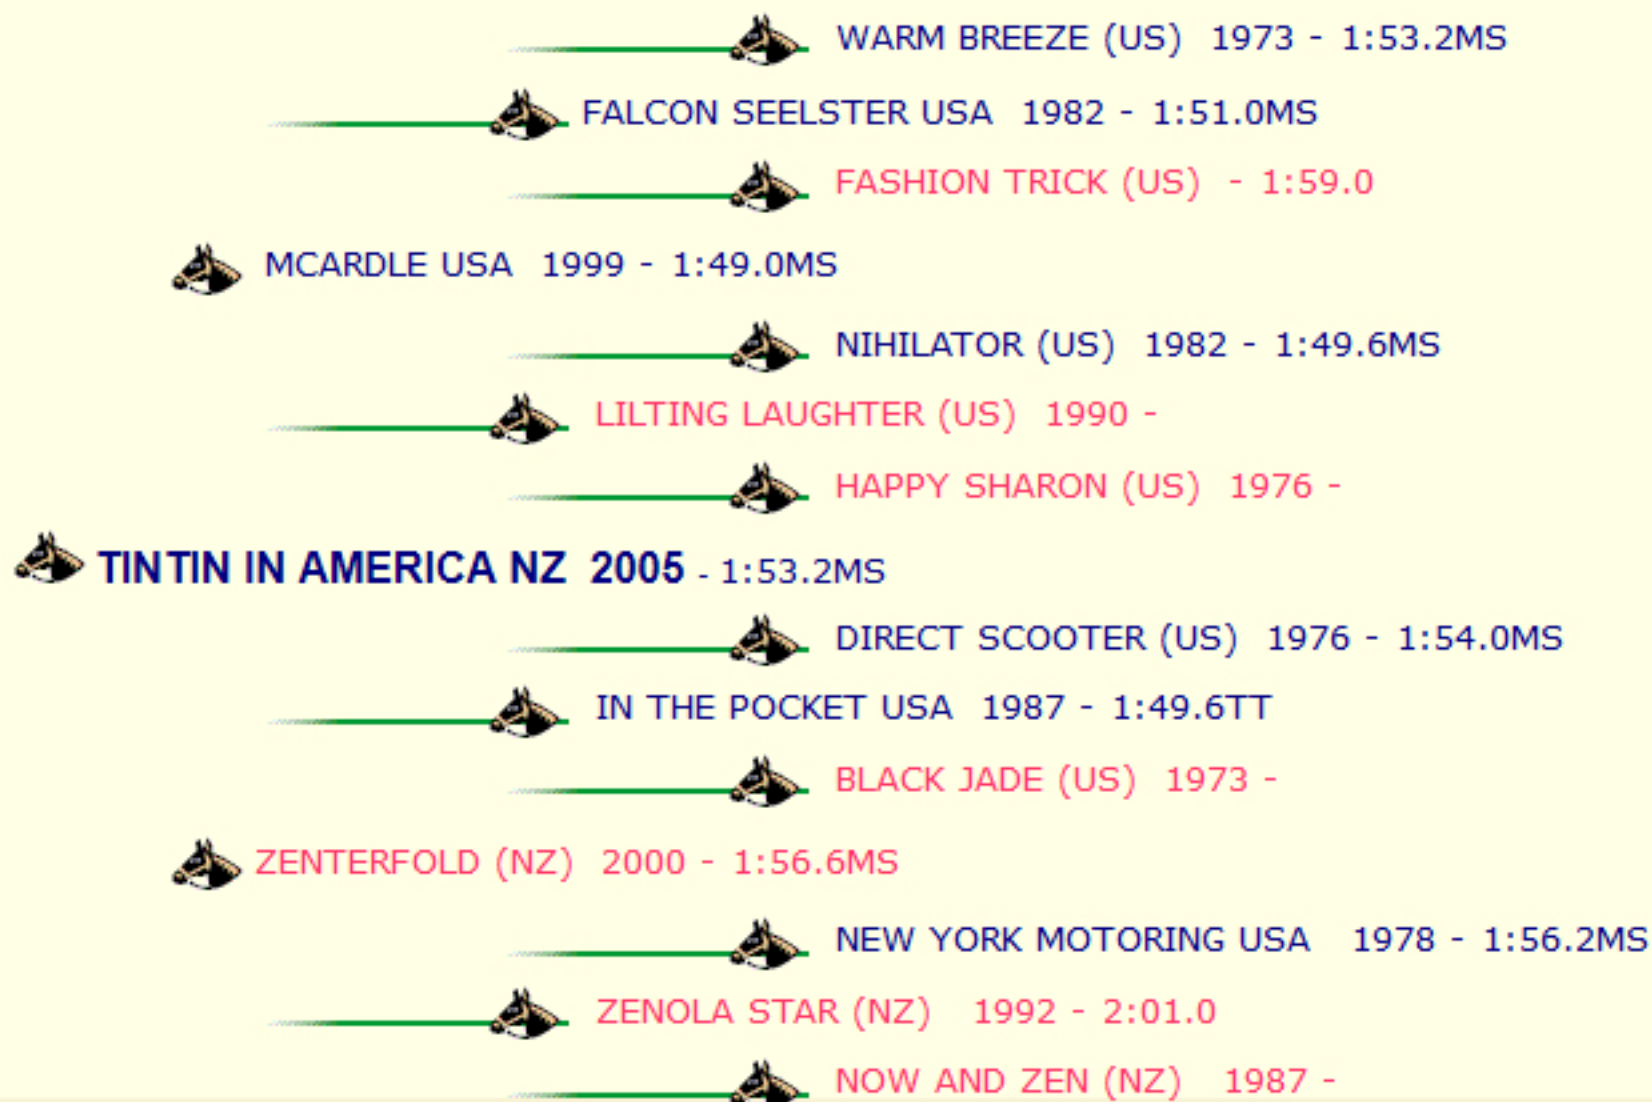 WARM BREEZE (US) 1973 - 1:53.2MS
FALCON SEELSTER USA 1982 - 1:51.0MS
FASHION TRICK (US) - 1:59.0
MCARDLE USA 1999 - 1:49.0MS
NIHILATOR (US) 1982 - 1:49.6MS
LILTING LAUGHTER (US) 1990 -
HAPPY SHARON (US) 1976 -
TINTIN IN AMERICA NZ 2005 - 1:53.2MS
DIRECT SCOOTER (US) 1976 - 1:54.0MS
IN THE POCKET USA 1987 - 1:49.6TT
BLACK JADE (US) 1973 -
ZENTERFOLD (NZ) 2000 - 1:56.6MS
NEW YORK MOTORING USA 1978 - 1:56.2MS
ZENOLA STAR (NZ) 1992 - 2:01.0
NOW AND ZEN (NZ) 1987 -